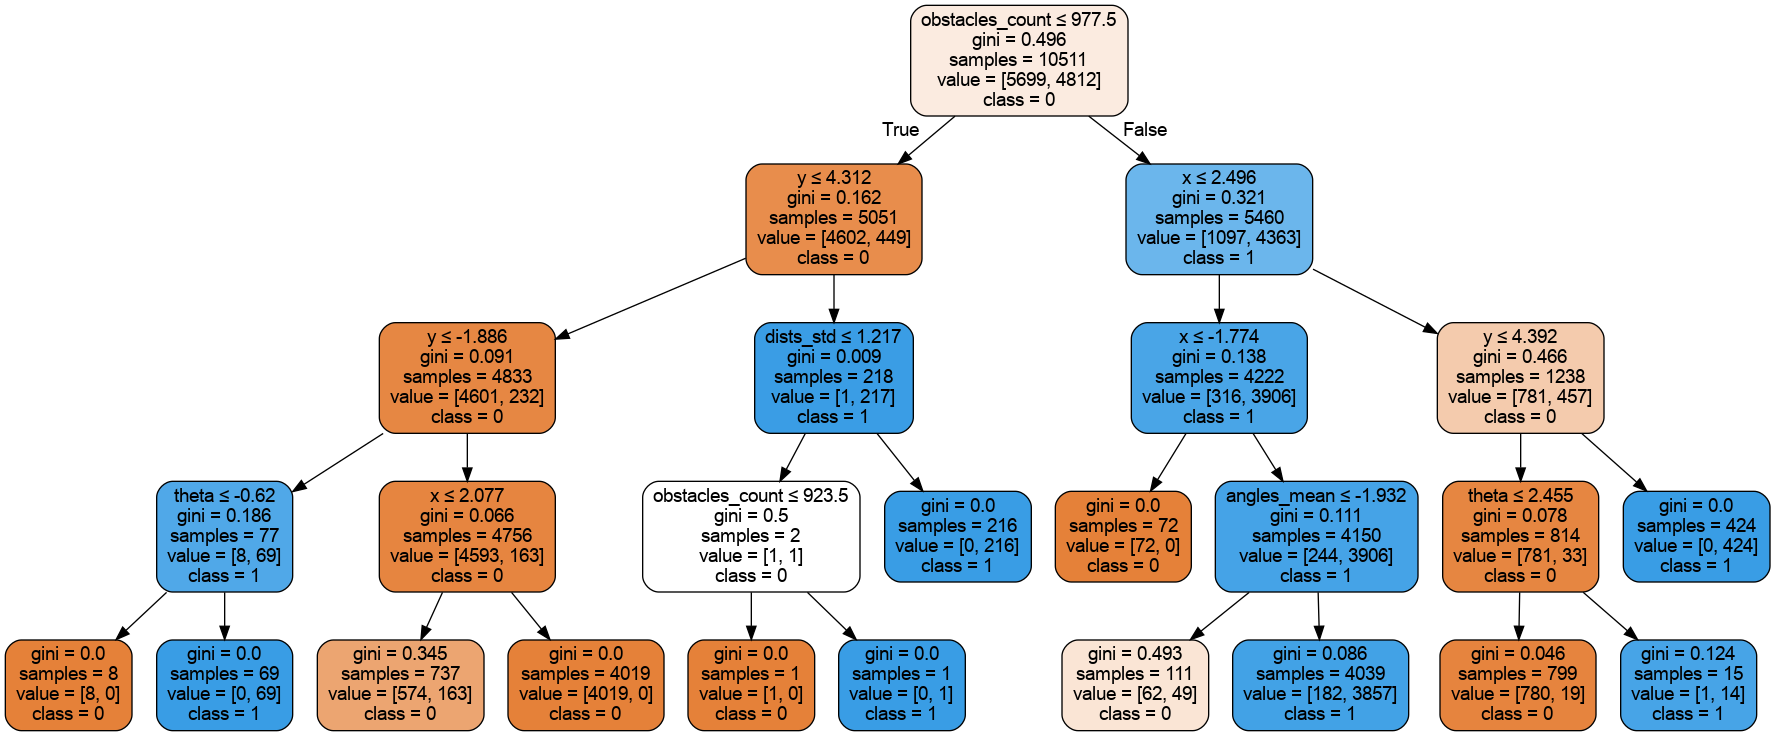 obstacles_count ≤ 977.5
gini = 0.496
samples = 10511
value = [5699, 4812]
class = 0
True
False
y ≤ 4.312
gini = 0.162
samples = 5051
value = [4602, 449]
class = 0
x ≤ 2.496
gini = 0.321
samples = 5460
value = [1097, 4363]
class = 1
y ≤ -1.886
gini = 0.091
samples = 4833
value = [4601, 232]
class = 0
dists_std ≤ 1.217
gini = 0.009
samples = 218
value = [1, 217]
class = 1
x ≤ -1.774
gini = 0.138
samples = 4222
value = [316, 3906]
class = 1
y ≤ 4.392
gini = 0.466
samples = 1238
value = [781, 457]
class = 0
theta ≤ -0.62
gini = 0.186
samples = 77
value = [8, 69]
class = 1
x ≤ 2.077
gini = 0.066
samples = 4756
value = [4593, 163]
class = 0
obstacles_count ≤ 923.5
gini = 0.5
samples = 2
value = [1, 1]
class = 0
gini = 0.0
samples = 216
value = [0, 216]
class = 1
gini = 0.0
samples = 72
value = [72, 0]
class = 0
angles_mean ≤ -1.932
gini = 0.111
samples = 4150
value = [244, 3906]
class = 1
theta ≤ 2.455
gini = 0.078
samples = 814
value = [781, 33]
class = 0
gini = 0.0
samples = 424
value = [0, 424]
class = 1
gini = 0.0
samples = 8
value = [8, 0]
class = 0
gini = 0.0
samples = 69
value = [0, 69]
class = 1
gini = 0.345
samples = 737
value = [574, 163]
class = 0
gini = 0.0
samples = 4019
value = [4019, 0]
class = 0
gini = 0.0
samples = 1
value = [1, 0]
class = 0
gini = 0.0
samples = 1
value = [0, 1]
class = 1
gini = 0.493
samples = 111
value = [62, 49]
class = 0
gini = 0.086
samples = 4039
value = [182, 3857]
class = 1
gini = 0.046
samples = 799
value = [780, 19]
class = 0
gini = 0.124
samples = 15
value = [1, 14]
class = 1